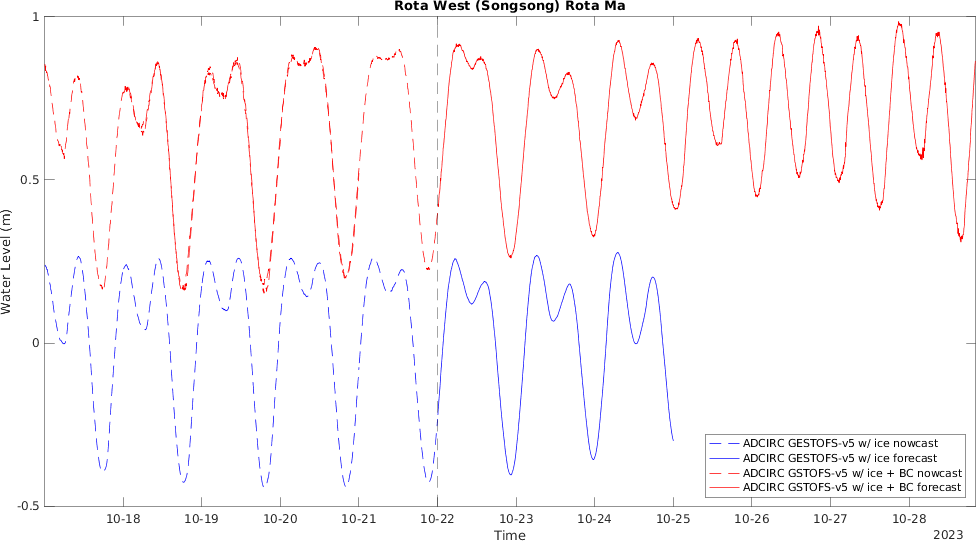 Rota West (Songsong) Rota Ma
1
0.5
0
-0.5
Water Level (m)
10-18 10-19 10-20 10-21 10-22 10-23 10-24 10-25 10-26 10-27 10-28
Time
2023
ADCIRC GESTOFS-v5 w/ ice nowcast
ADCIRC GESTOFS-v5 w/ ice forecast
ADCIRC GSTOFS-v5 w/ ice + BC nowcast
ADCIRC GSTOFS-v5 w/ ice + BC forecast